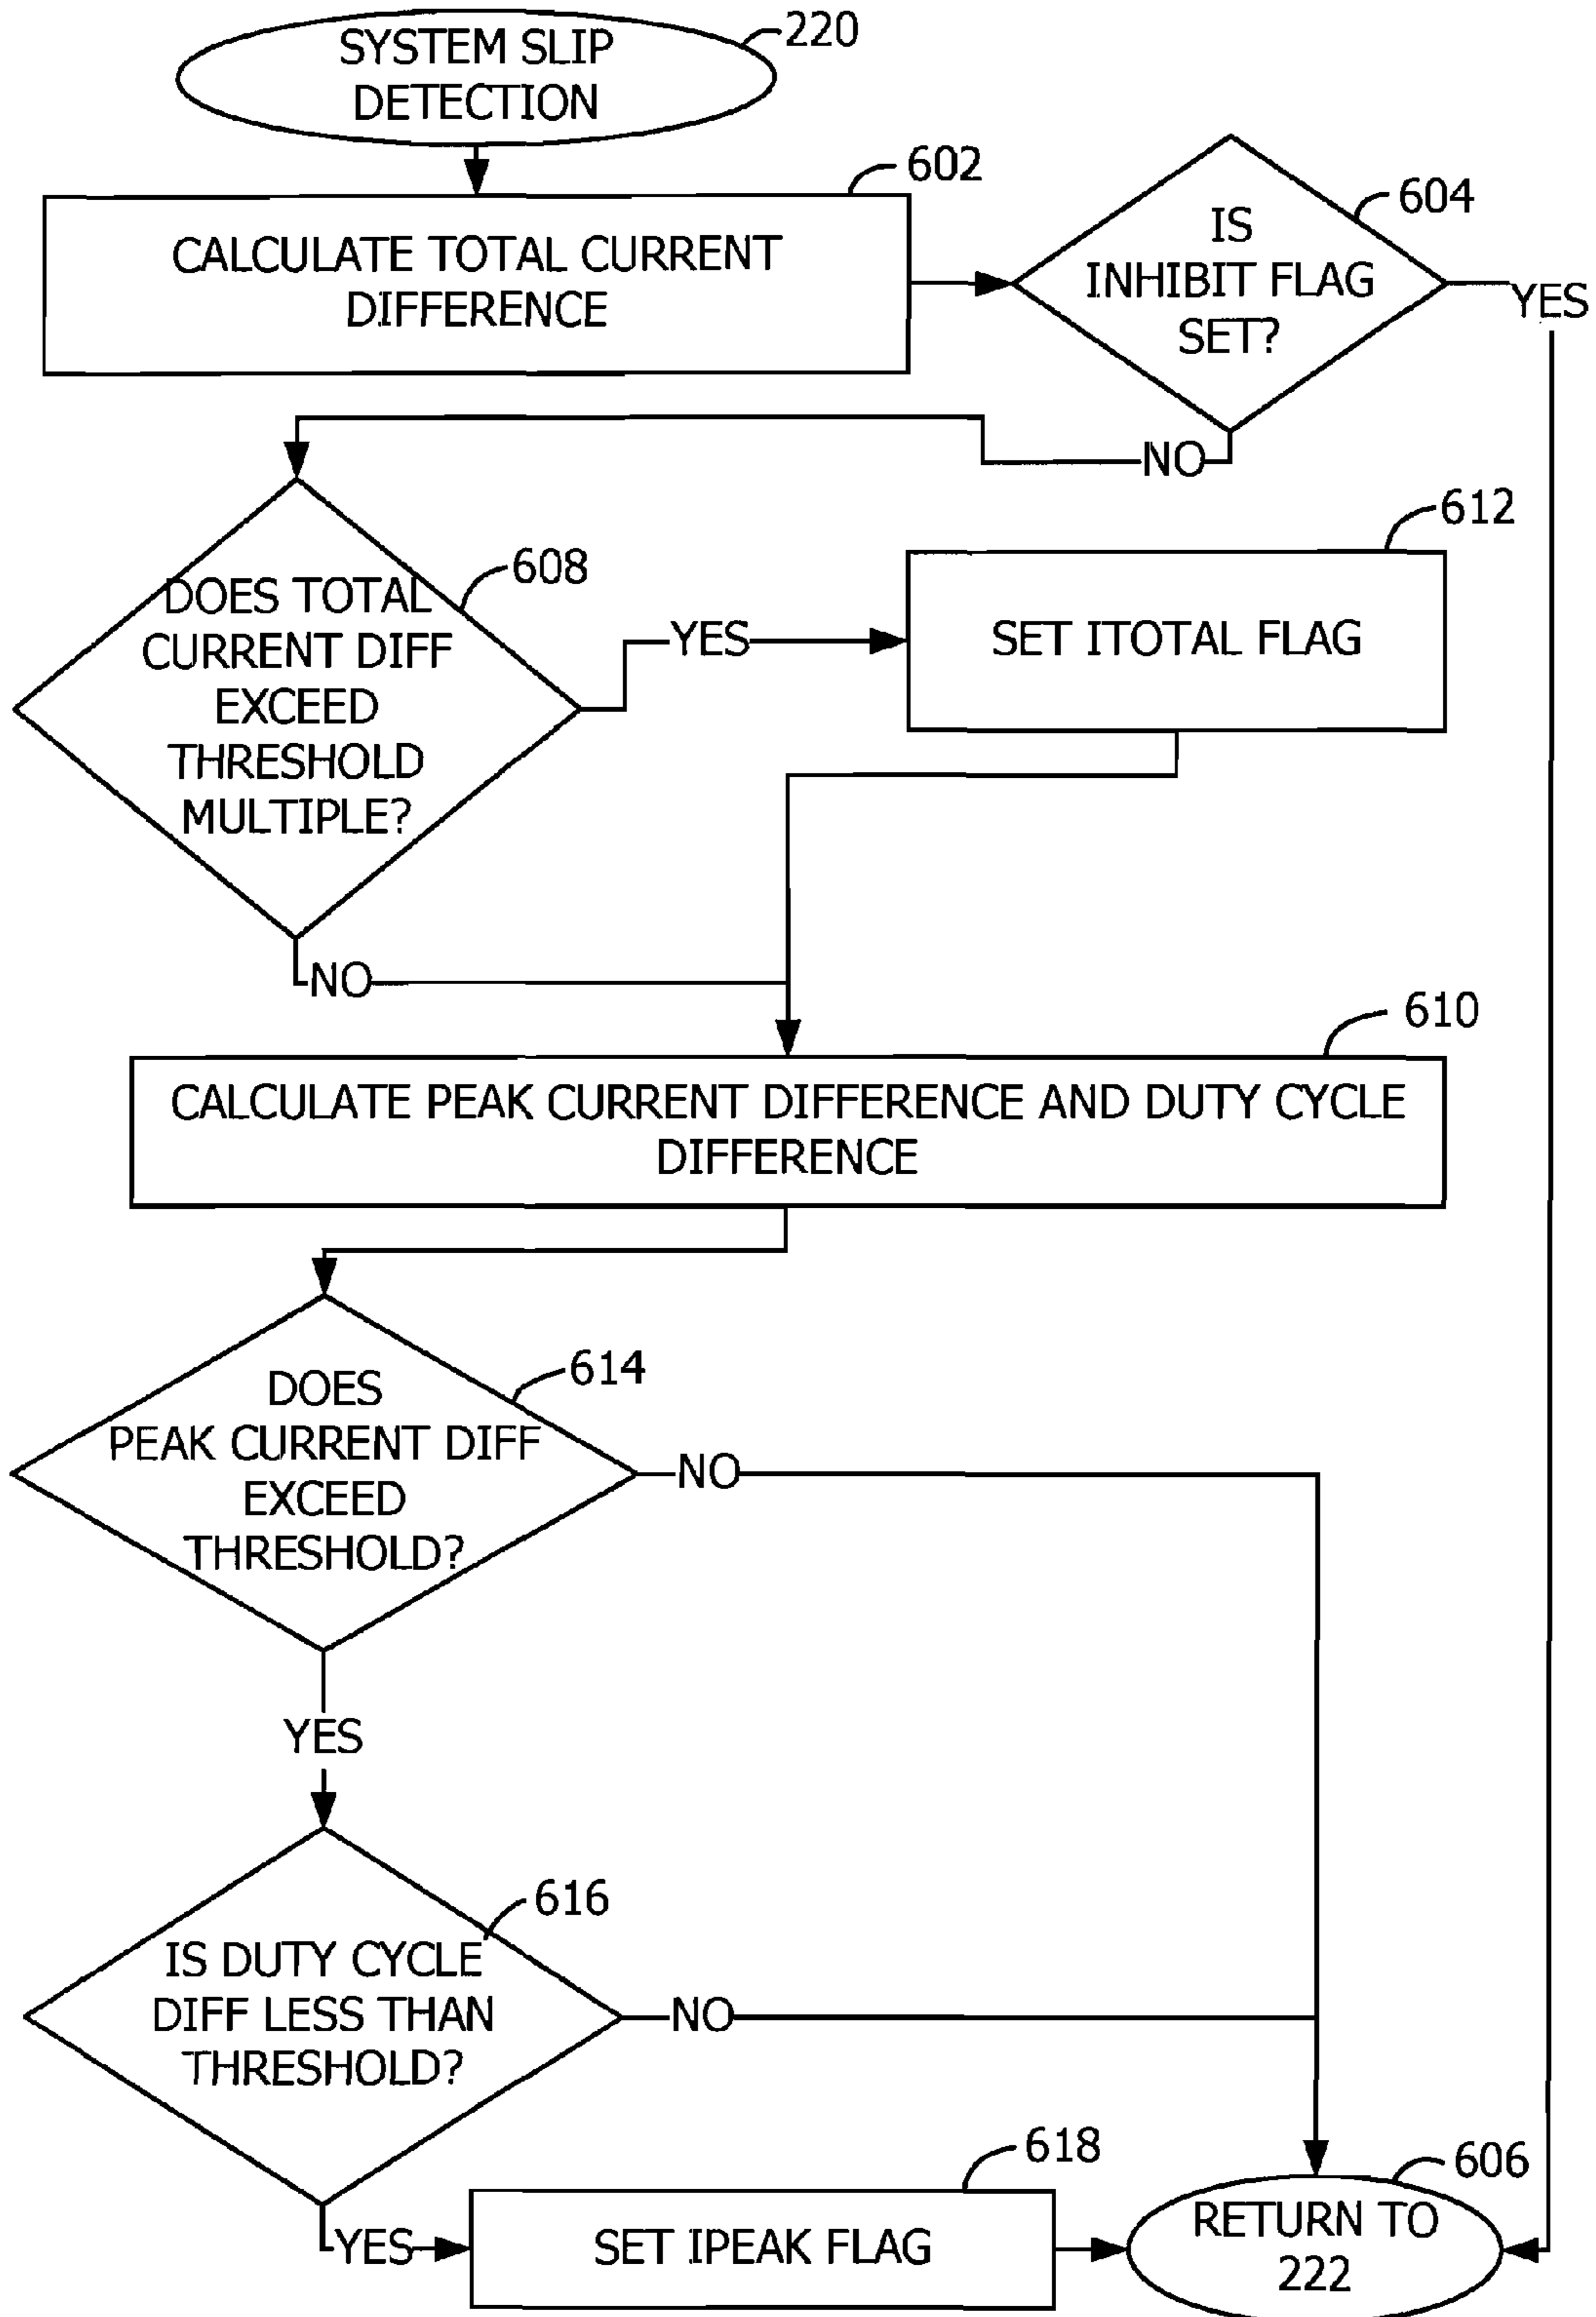 SYSTEM SLIP
DETECTION
220
602
CALCULATE TOTAL CURRENT
DIFFERENCE
604
IS
INHIBIT FLAG
SET?
YES
NO
608
DOES TOTAL
CURRENT DIFF
EXCEED
THRESHOLD
MULTIPLE?
YES
612
SET ITOTAL FLAG
NO
610
CALCULATE PEAK CURRENT DIFFERENCE AND DUTY CYCLE
DIFFERENCE
614
DOES
PEAK CURRENT DIFF
EXCEED
THRESHOLD?
NO
YES
616
IS DUTY CYCLE
DIFF LESS THAN
THRESHOLD?
NO
YES
618
SET IPEAK FLAG
606
RETURN TO
222